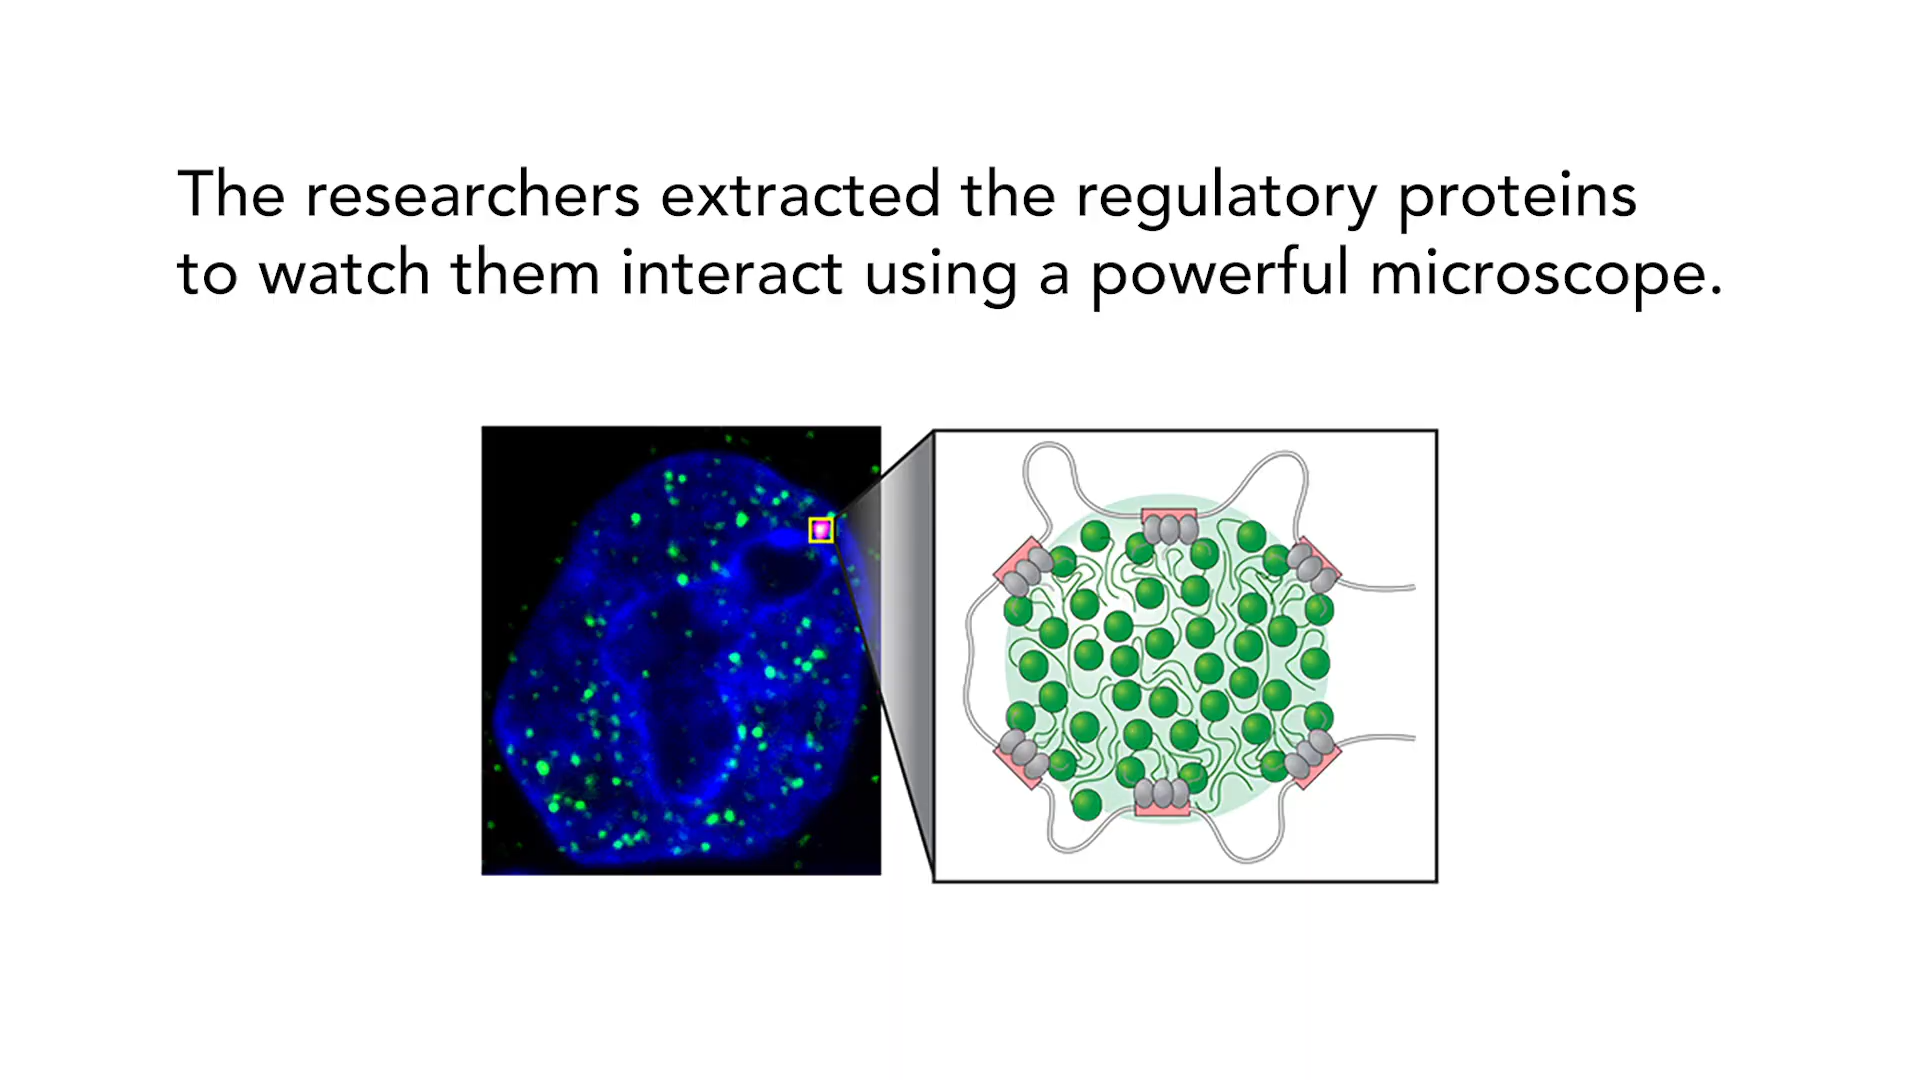 The researchers extracted the regulatory proteins
to watch them interact using a powerful microscope.